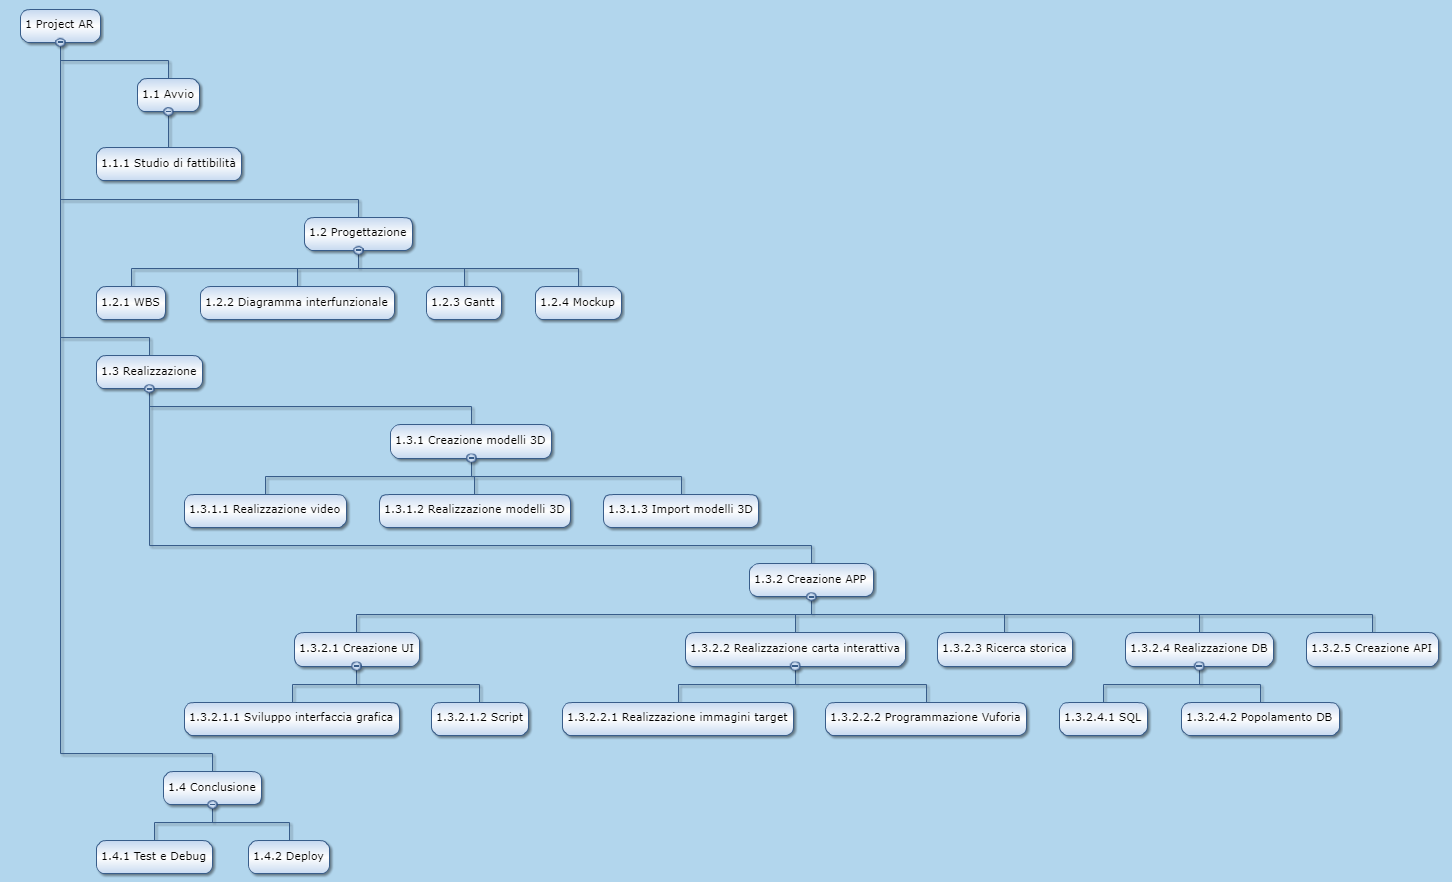 1 Project AR
1.1 Avvio
1.1.1 Studio di fattibilità
1.2 Progettazione
1.2.1 WBS
1.2.2 Diagramma interfunzionale
1.2.3 Gantt
1.2.4 Mockup
1.3 Realizzazione
1.3.1 Creazione modelli 3D
1.3.1.1 Realizzazione video
1.3.1.2 Realizzazione modelli 3D
1.3.1.3 Import modelli 3D
1.3.2 Creazione APP
1.3.2.1 Creazione UI
1.3.2.2 Realizzazione carta interattiva
1.3.2.3 Ricerca storica
1.3.2.4 Realizzazione DB
1.3.2.5 Creazione API
1.3.2.1.1 Sviluppo interfaccia grafica
1.3.2.1.2 Script
1.3.2.2.1 Realizzazione immagini target
1.3.2.2.2 Programmazione Vuforia
1.3.2.4.1 SQL
1.3.2.4.2 Popolamento DB
1.4 Conclusione
1.4.1 Test e Debug
1.4.2 Deploy